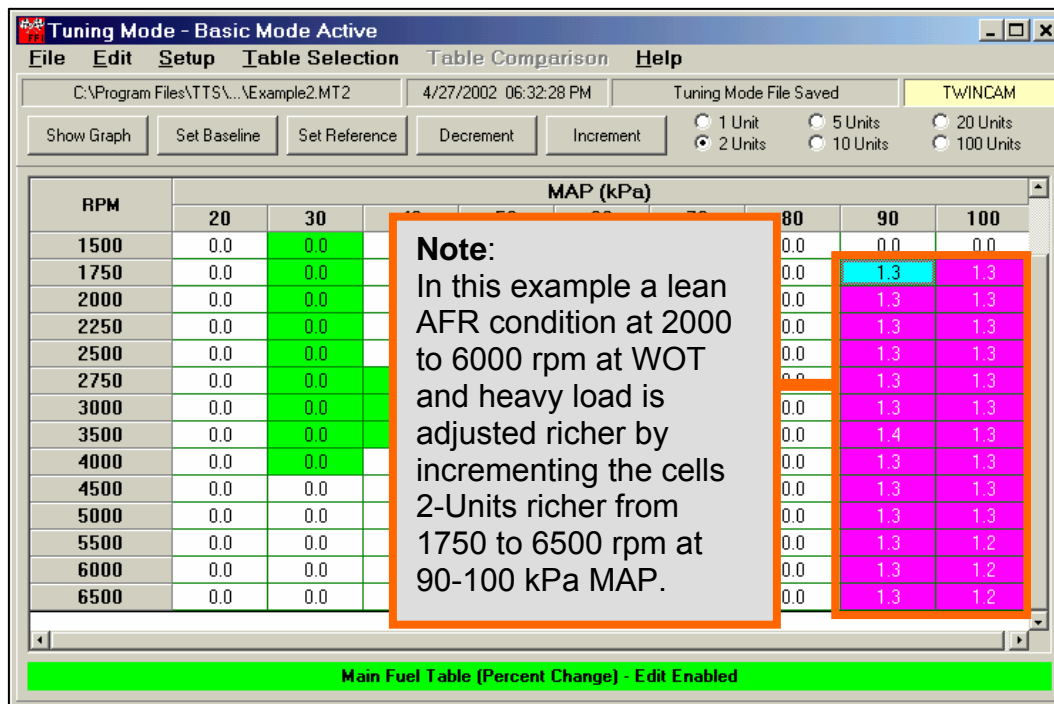 Tuning Mode - Basic Mode Active
File Edit Setup Table Selection Table Comparison Help
C:\Program Files\TTS\...\Example2.MT2 4/27/2002 06:32:28 PM Tuning Mode File Saved TWINCAM
Show Graph Set Baseline Set Reference Decrement Increment 1 Unit 5 Units 20 Units
2 Units 10 Units 100 Units
RPM MAP (kPa)
20 30 80 90 100
1500 0.0 0.0 0.0 0.0 0.0
1750 0.0 0.0 0.0 1.3 1.3
2000 0.0 0.0 0.0 1.3 1.3
2250 0.0 0.0 0.0 1.3 1.3
2500 0.0 0.0 0.0 1.3 1.3
2750 0.0 0.0 1.3 1.3
3000 0.0 0.0 0.0 1.3 1.3
3500 0.0 0.0 0.0 1.4 1.3
4000 0.0 0.0 0.0 1.3 1.3
4500 0.0 0.0 0.0 1.3 1.3
5000 0.0 0.0 0.0 1.3 1.3
5500 0.0 0.0 0.0 1.3 1.2
6000 0.0 0.0 0.0 1.3 1.2
6500 0.0 0.0 0.0 1.3 1.2
Note:
In this example a lean
AFR condition at 2000
to 6000 rpm at WOT
and heavy load is
adjusted richer by
incrementing the cells
2-Units richer from
1750 to 6500 rpm at
90-100 kPa MAP.
Main Fuel Table (Percent Change) - Edit Enabled